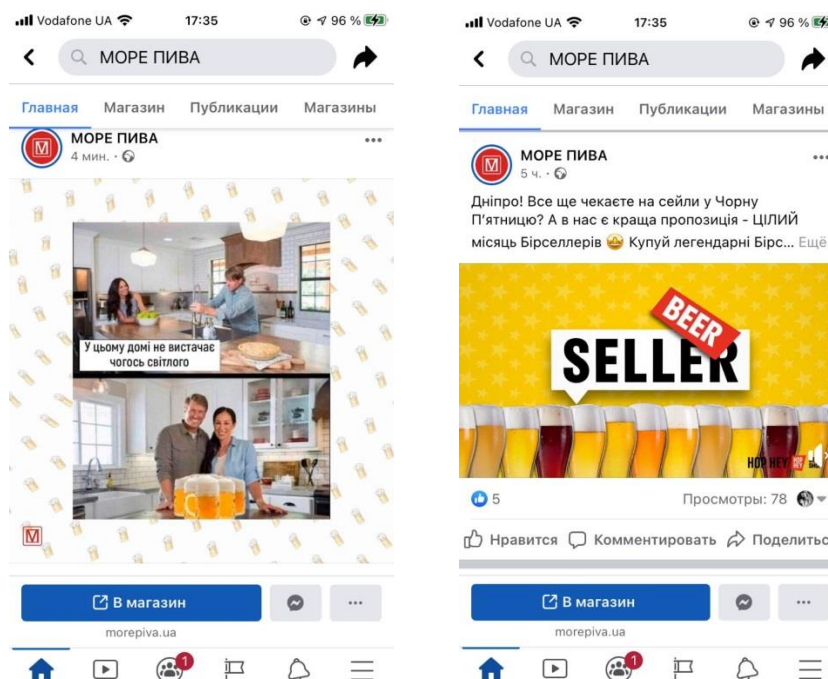 Vodafone UA 17:35 96 %
МОРЕ ПИВА
Главная Магазин Публикации Магазины
МОРЕ ПИВА
4 мин.
У цьому домі не вистачає
чогось світлого
В магазин
morepiva.ua
1
Vodafone UA 17:35 96 %
МОРЕ ПИВА
Главная Магазин Публикации Магазины
МОРЕ ПИВА
5 ч.
Дніпро! Все ще чекаєте на сейли у Чорну
П'ятницю? А в нас є краща пропозиція - ЦІЛИЙ
місяць Бірселлерів 🤩 Купуй легендарні Бірс... Ещё
BEER
SELLER
HOP HEY
5 Просмотры: 78
Нравится Комментировать Поделитьс
В магазин
morepiva.ua
1